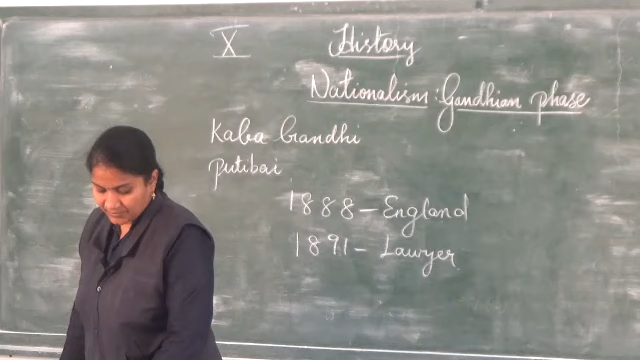 X
History
Nationalism : Gandhian phase
Kaba Gandhi
putibai
1888 – England
1891 – Lawyer